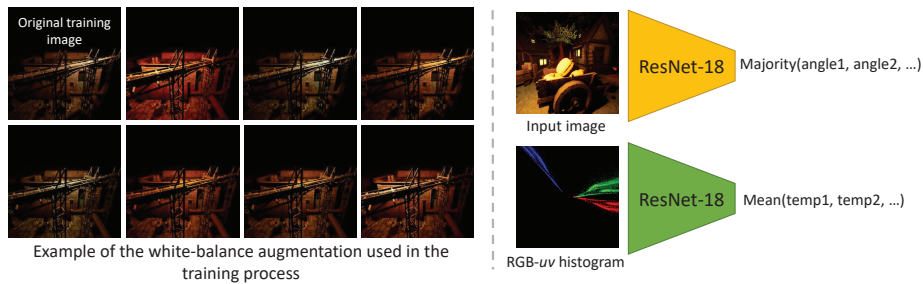 Original training
image
Example of the white-balance augmentation used in the
training process
ResNet-18
Majority(angle1, angle2, …)
Input image
ResNet-18
Mean(temp1, temp2, …)
RGB-uv histogram